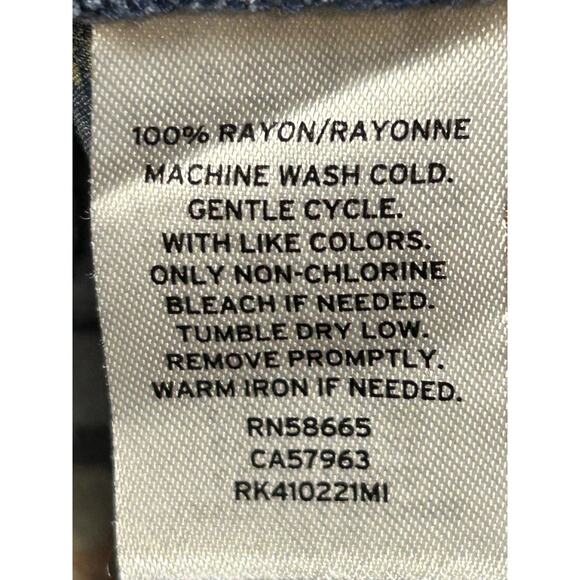 100% RAYON/RAYONNE
MACHINE WASH COLD.
GENTLE CYCLE.
WITH LIKE COLORS.
ONLY NON-CHLORINE
BLEACH IF NEEDED.
TUMBLE DRY LOW.
REMOVE PROMPTLY.
WARM IRON IF NEEDED.
RN58665
CA57963
RK410221MI